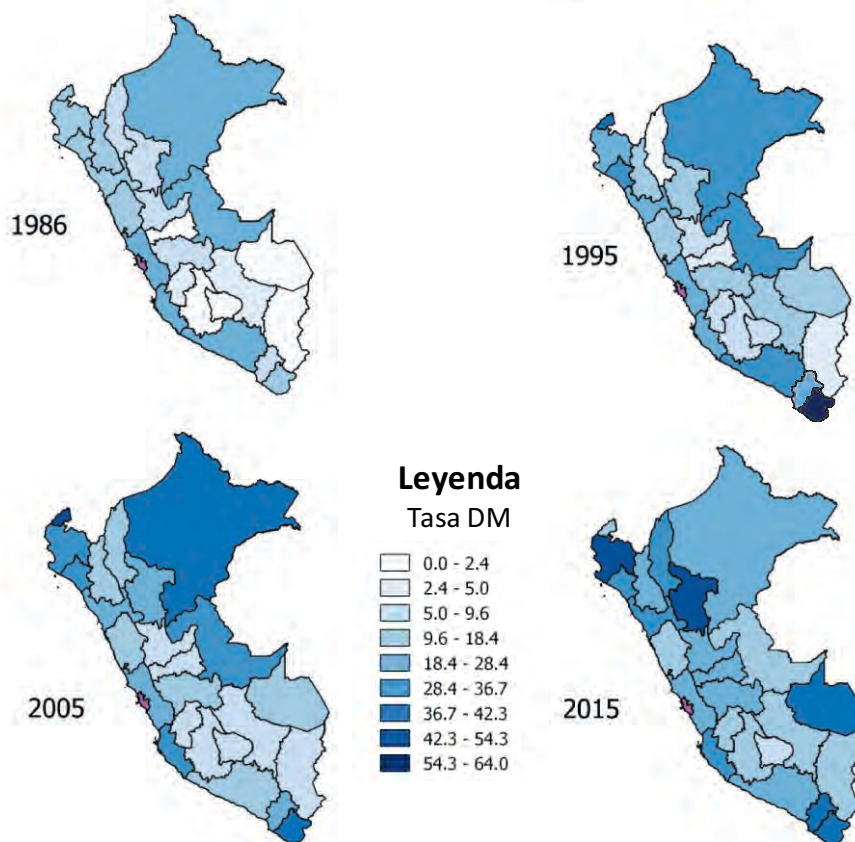 1986
1995
Leyenda
Tasa DM
0.0 - 2.4
2.4 - 5.0
5.0 - 9.6
9.6 - 18.4
18.4 - 28.4
28.4 - 36.7
36.7 - 42.3
42.3 - 54.3
54.3 - 64.0
2005
2015